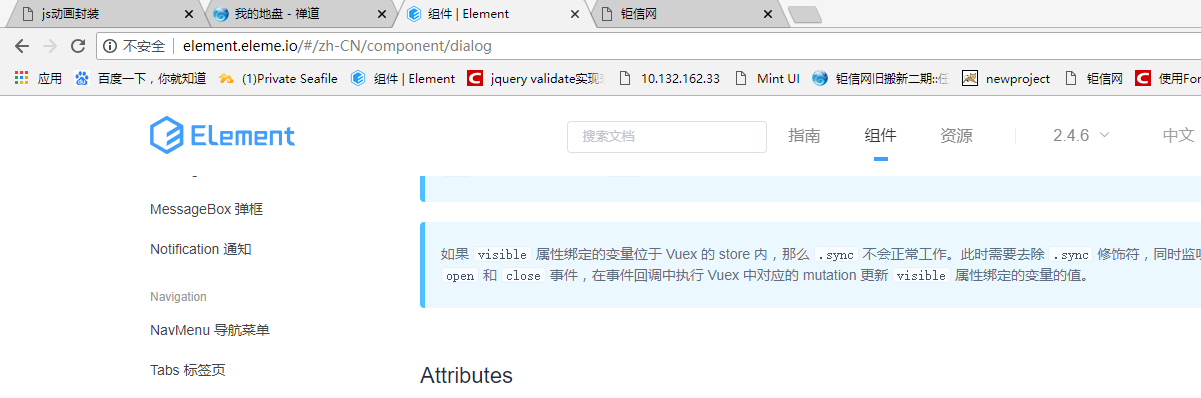 js动画封装 我的地盘 - 禅道 组件 | Element 钜信网
不安全 element.eleme.io/#/zh-CN/component/dialog
应用 百度一下，你就知道 (1)Private Seafile 组件 | Element jquery validate实现 10.132.162.33 Mint UI 钜信网旧搬新二期::任 newproject 钜信网 使用For
Element 搜索文档 指南 组件 资源 2.4.6 中文
MessageBox 弹框
Notification 通知
Navigation
NavMenu 导航菜单
Tabs 标签页
如果 visible 属性绑定的变量位于 Vuex 的 store 内，那么 .sync 不会正常工作。此时需要去除 .sync 修饰符，同时监听
open 和 close 事件，在事件回调中执行 Vuex 中对应的 mutation 更新 visible 属性绑定的变量的值。
Attributes